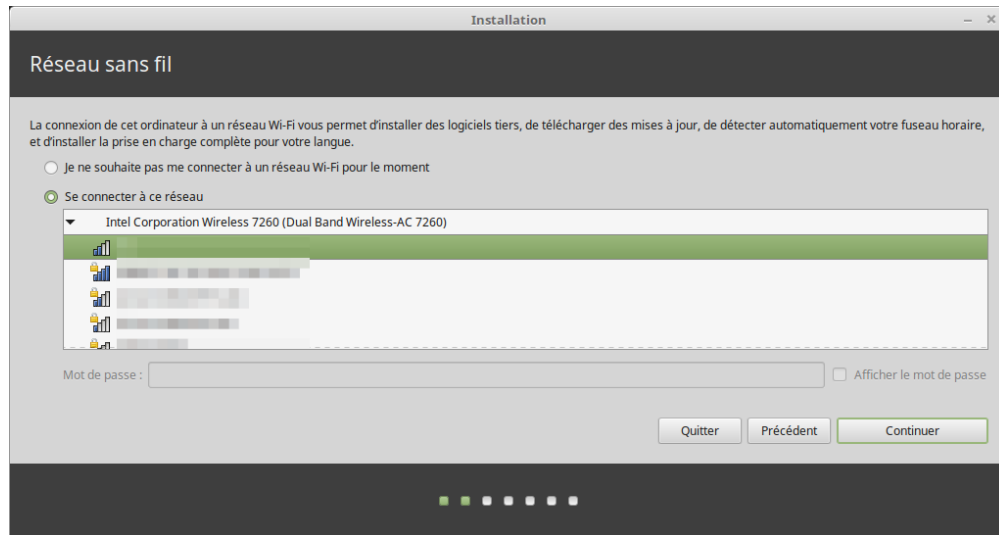 Installation
Réseau sans fil
La connexion de cet ordinateur à un réseau Wi-Fi vous permet d'installer des logiciels tiers, de télécharger des mises à jour, de détecter automatiquement votre fuseau horaire,
et d'installer la prise en charge complète pour votre langue.
Je ne souhaite pas me connecter à un réseau Wi-Fi pour le moment
Se connecter à ce réseau
Intel Corporation Wireless 7260 (Dual Band Wireless-AC 7260)
Mot de passe :
Afficher le mot de passe
Quitter
Précédent
Continuer